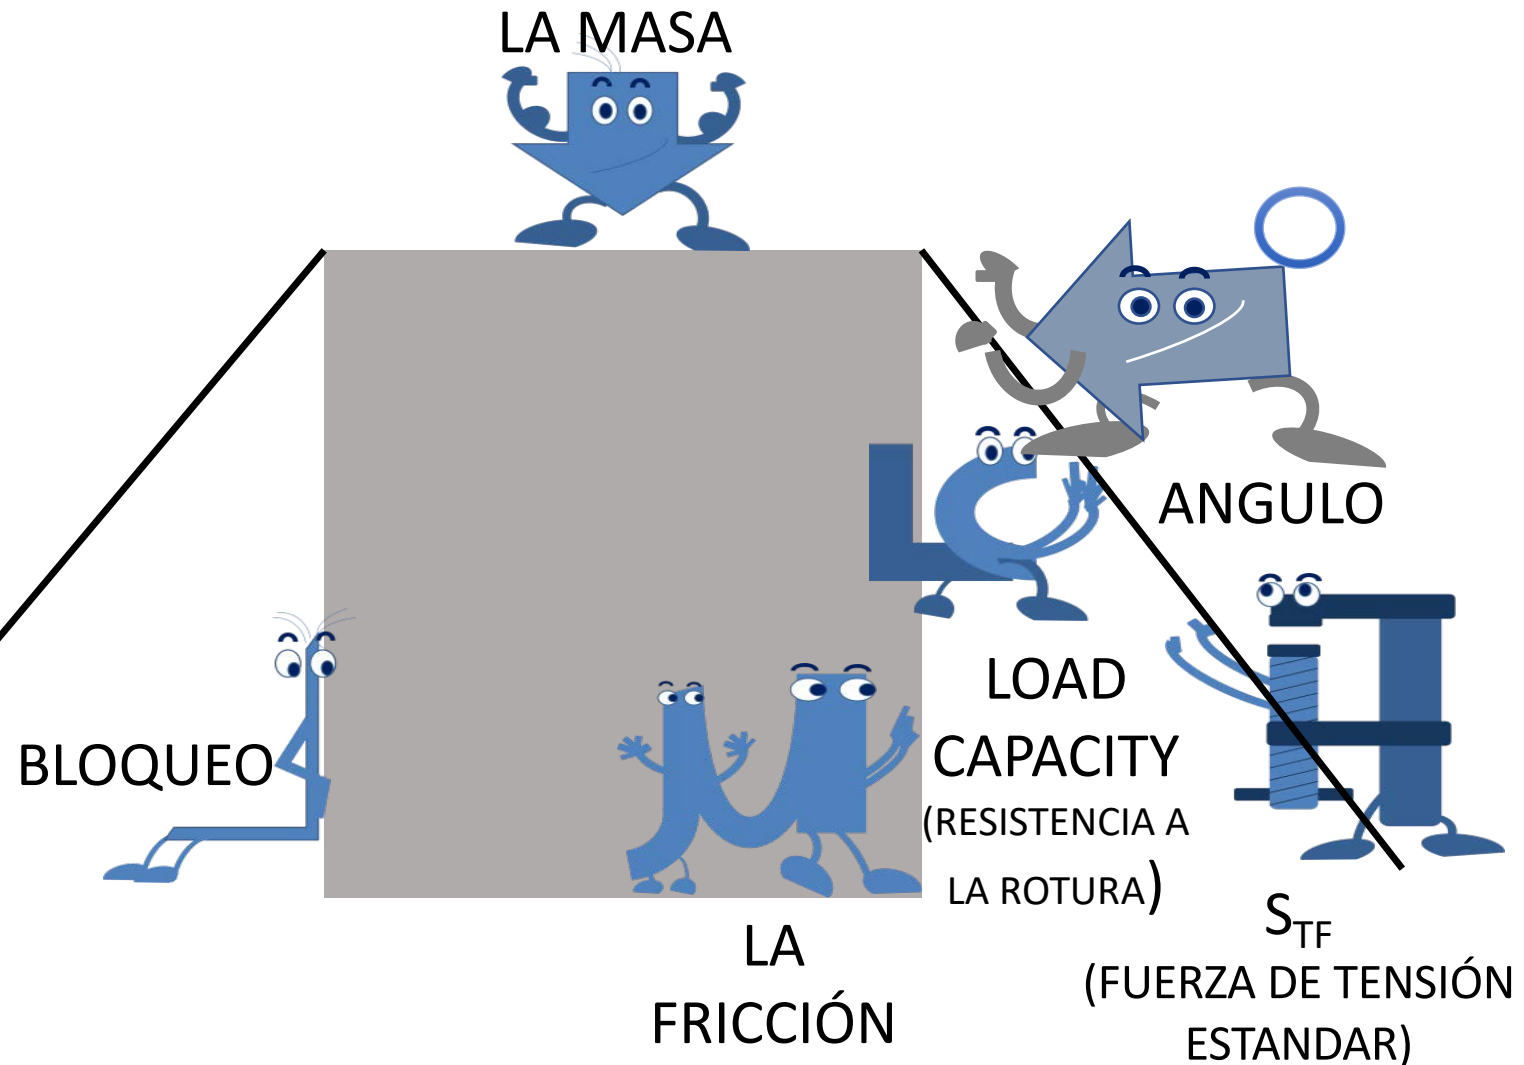 LA MASA
ANGULO
BLOQUEO
LOAD
CAPACITY
(RESISTENCIA A
LA ROTURA)
LA
FRICCIÓN
STF
(FUERZA DE TENSIÓN
ESTANDAR)